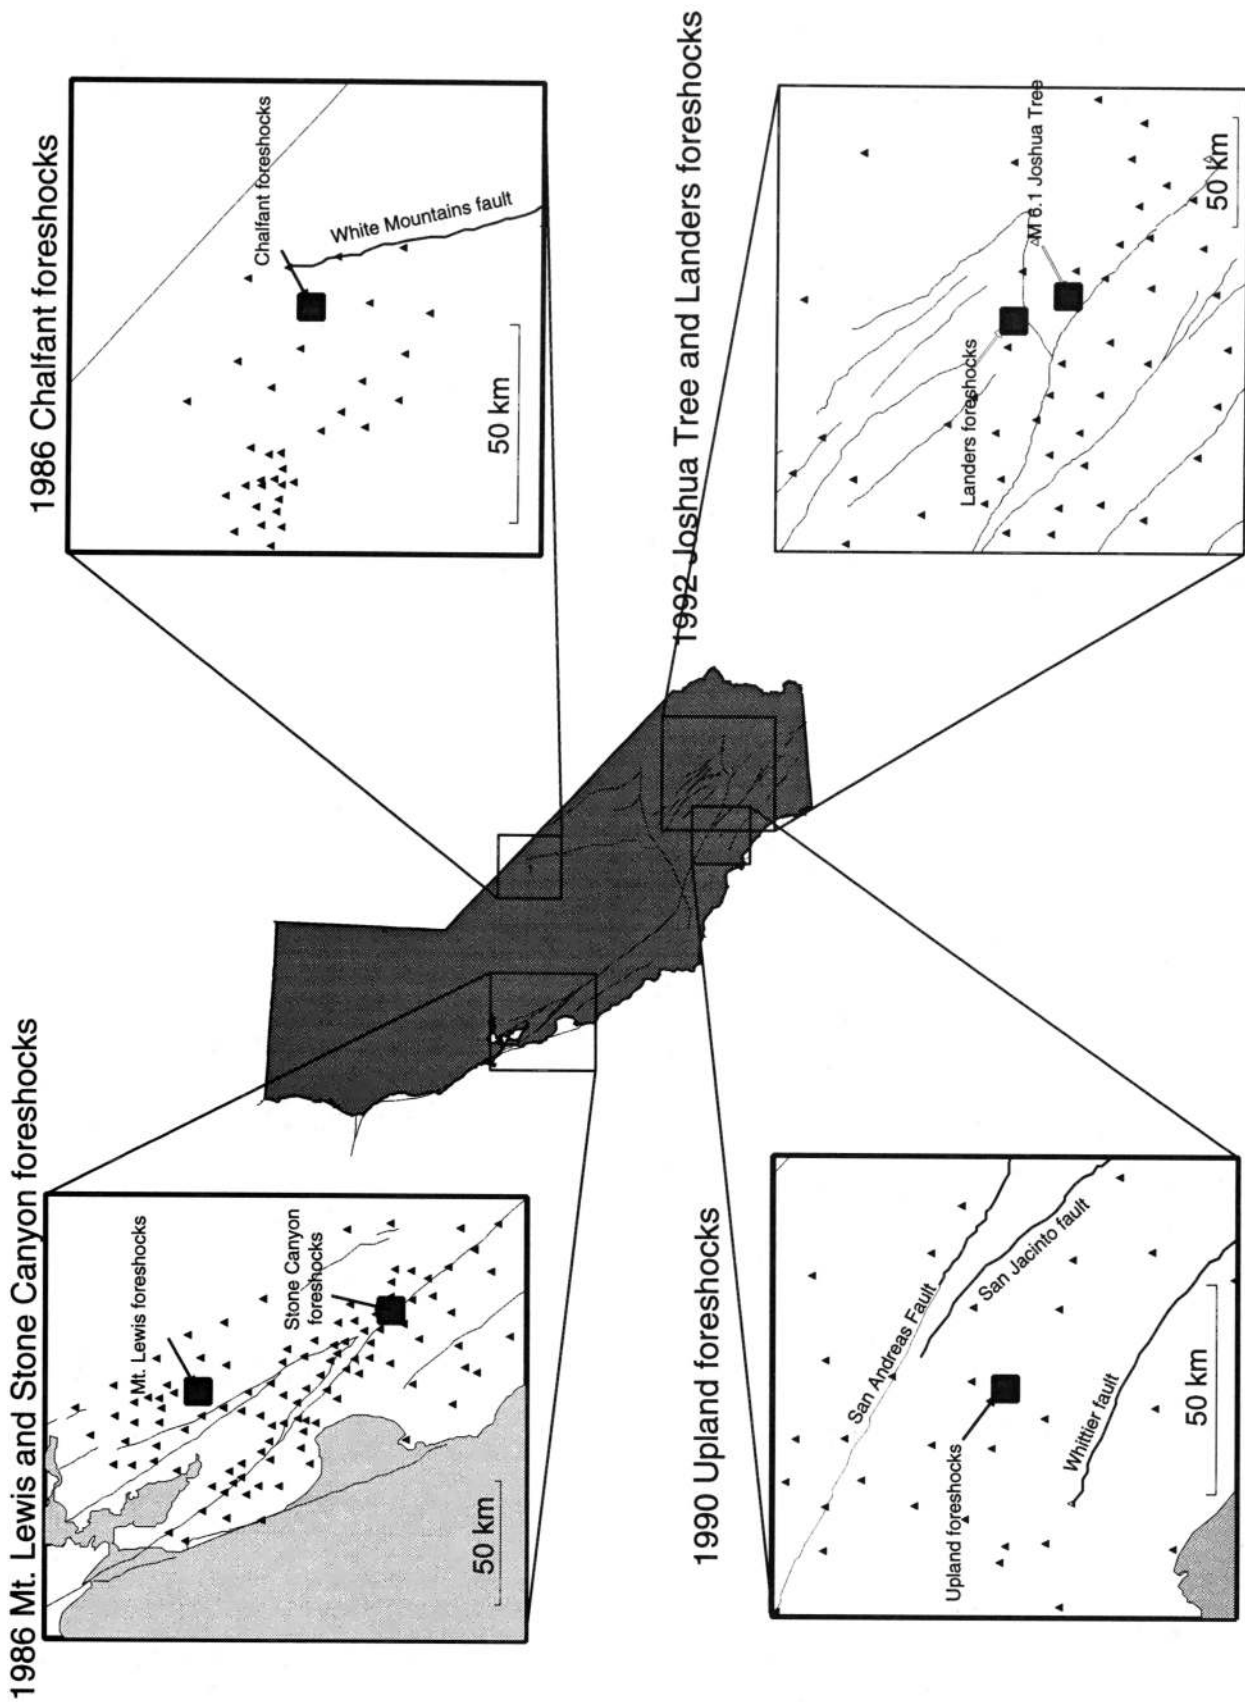 1986 Mt. Lewis and Stone Canyon foreshocks
Mt. Lewis foreshocks
Stone Canyon
foreshocks
50 km
1986 Chalfant foreshocks
Chalfant foreshocks
White Mountains fault
50 km
1990 Upland foreshocks
San Andreas Fault
San Jacinto fault
Upland foreshocks
Whittier fault
50 km
1992 Joshua Tree and Landers foreshocks
Landers foreshocks
M 6.1 Joshua Tree
50 km